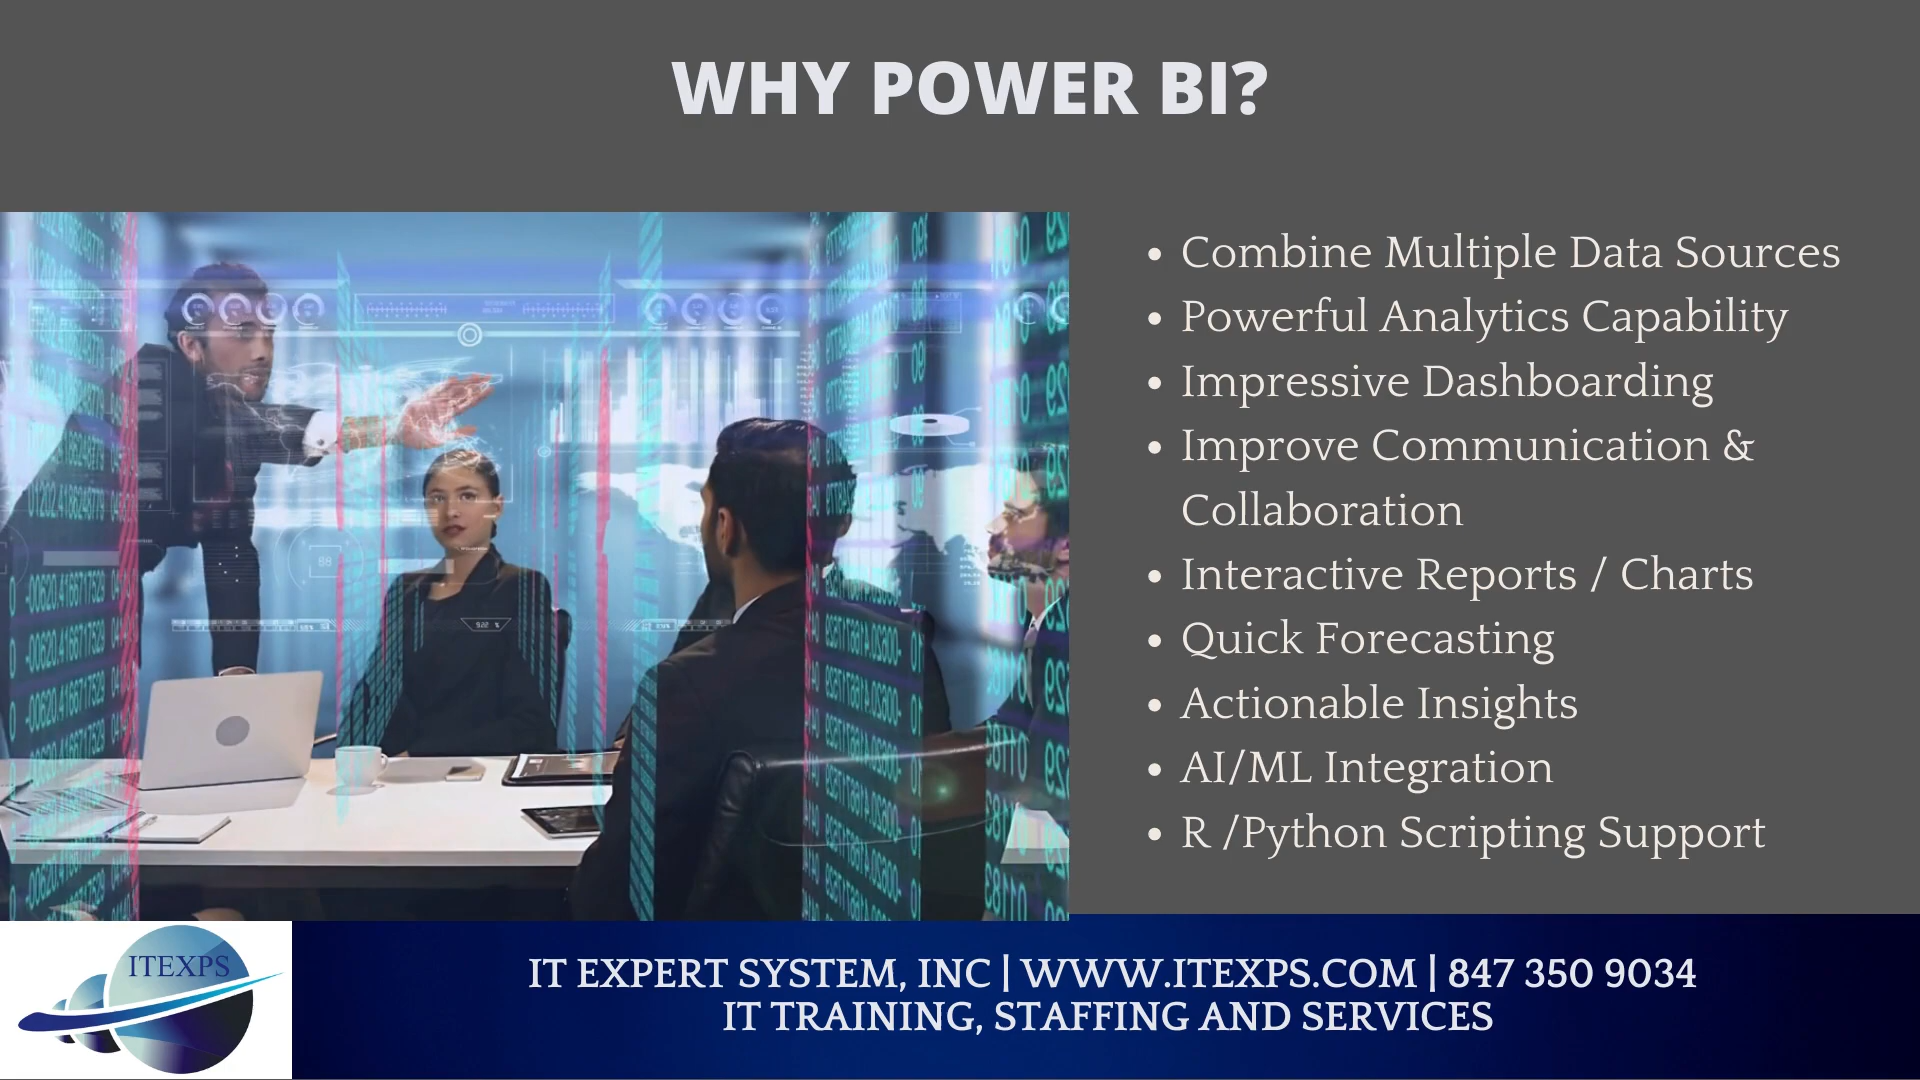 WHY POWER BI?
• Combine Multiple Data Sources
• Powerful Analytics Capability
• Impressive Dashboarding
• Improve Communication &
Collaboration
• Interactive Reports / Charts
• Quick Forecasting
• Actionable Insights
• AI/ML Integration
• R /Python Scripting Support
ITEXPS
IT EXPERT SYSTEM, INC | WWW.ITEXPS.COM | 847 350 9034
IT TRAINING, STAFFING AND SERVICES